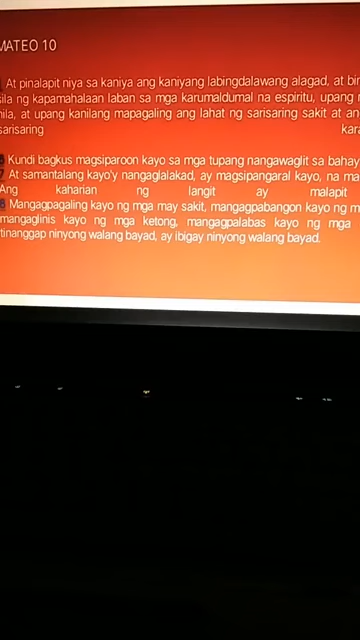 MATEO 10
At pinalapit niya sa kaniya ang kaniyang labingdalawang alagad, at
sila ng kapamahalaan laban sa mga karumaldumal na espiritu, upang
nila, at upang kanilang mapagaling ang lahat ng sarisaring sakit at
sarisaring
6 Kundi bagkus magsiparoon kayo sa mga tupang nangawaglit sa bahay
7 At samantalang kayo'y nangaglalakad, ay magsipangaral kayo, na
Ang kaharian ng langit ay malapit
8 Mangagpagaling kayo ng mga may sakit, mangagpabangon kayo ng
mangaglinis kayo ng mga ketong, mangagpalabas kayo ng mga
tinanggap ninyong walang bayad, ay ibigay ninyong walang bayad.